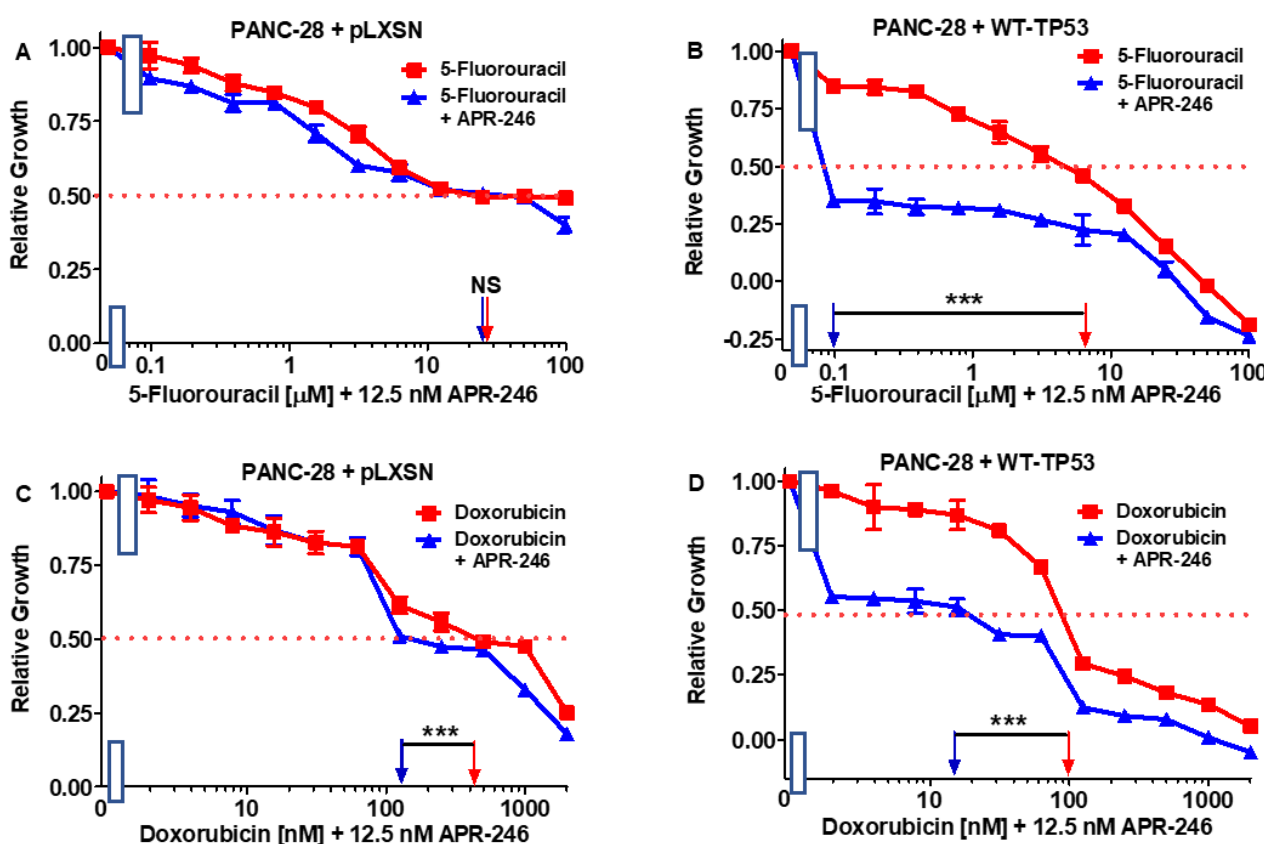 A
PANC-28 + pLXSN
1.00
0.75
0.50
0.25
0.00
Relative Growth
5-Fluorouracil
5-Fluorouracil
+ APR-246
NS
0 0.1 1 10 100
5-Fluorouracil [µM] + 12.5 nM APR-246
B
PANC-28 + WT-TP53
1.00
0.75
0.50
0.25
0.00
-0.25
Relative Growth
5-Fluorouracil
5-Fluorouracil
+ APR-246
***
0 0.1 1 10 100
5-Fluorouracil [µM] + 12.5 nM APR-246
C
PANC-28 + pLXSN
1.00
0.75
0.50
0.25
0.00
Relative Growth
Doxorubicin
Doxorubicin
+ APR-246
***
0 10 100 1000
Doxorubicin [nM] + 12.5 nM APR-246
D
PANC-28 + WT-TP53
1.00
0.75
0.50
0.25
0.00
Relative Growth
Doxorubicin
Doxorubicin
+ APR-246
***
0 10 100 1000
Doxorubicin [nM] + 12.5 nM APR-246